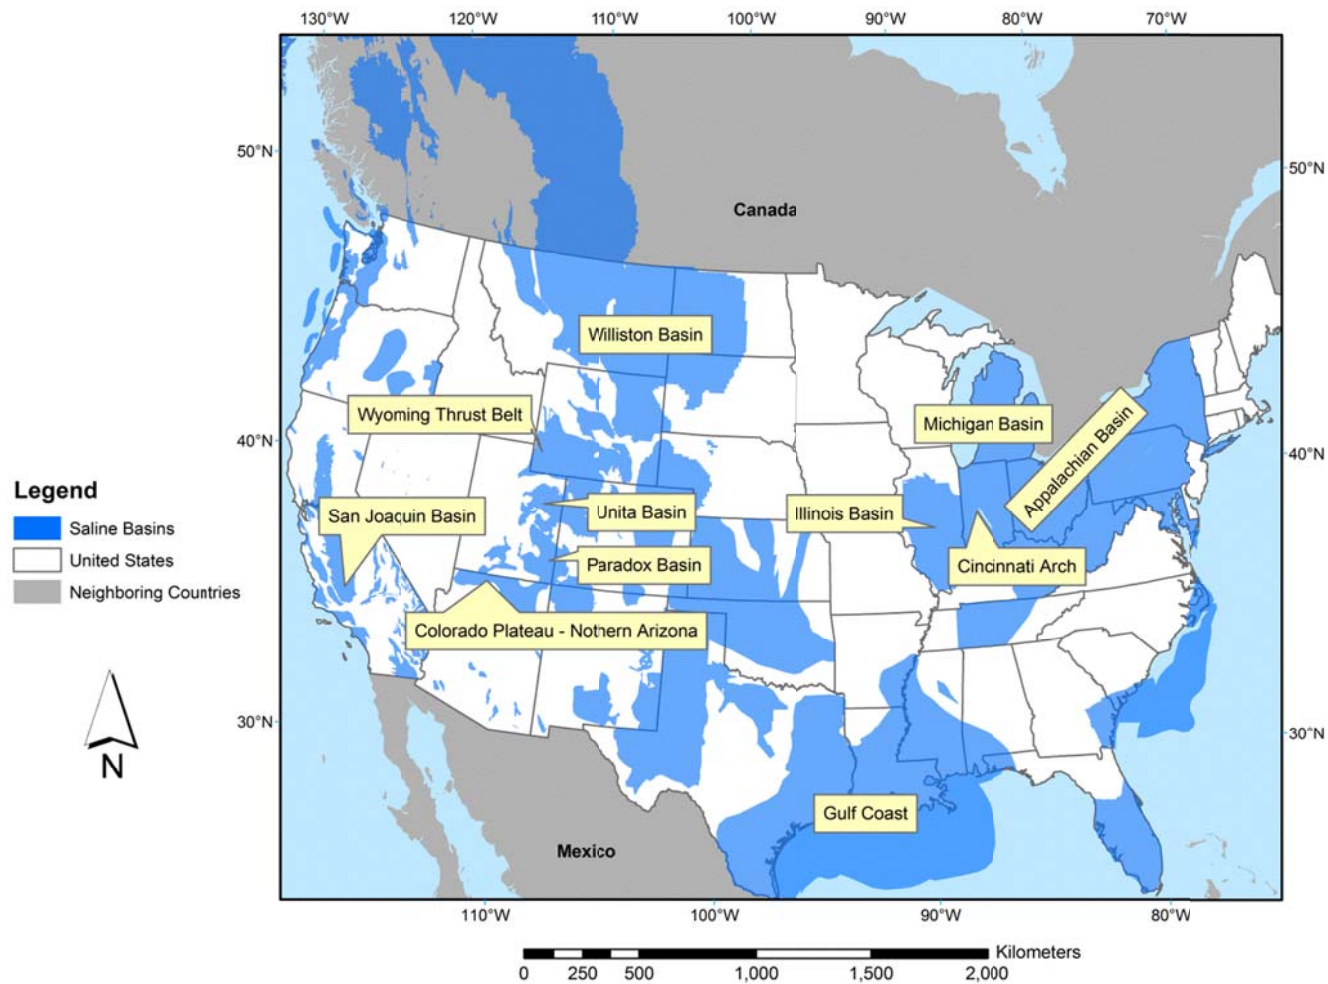 130°W
120°W
110°W
100°W
90°W
80°W
70°W
50°N
50°N
Canada
Williston Basin
Wyoming Thrust Belt
Michigan Basin
Appalachian Basin
40°N
40°N
Legend
Saline Basins
United States
Neighboring Countries
San Joaquin Basin
Unita Basin
Illinois Basin
Paradox Basin
Cincinnati Arch
Colorado Plateau - Nothern Arizona
N
30°N
30°N
Gulf Coast
Mexico
110°W
100°W
90°W
80°W
Kilometers
0 250 500 1,000 1,500 2,000